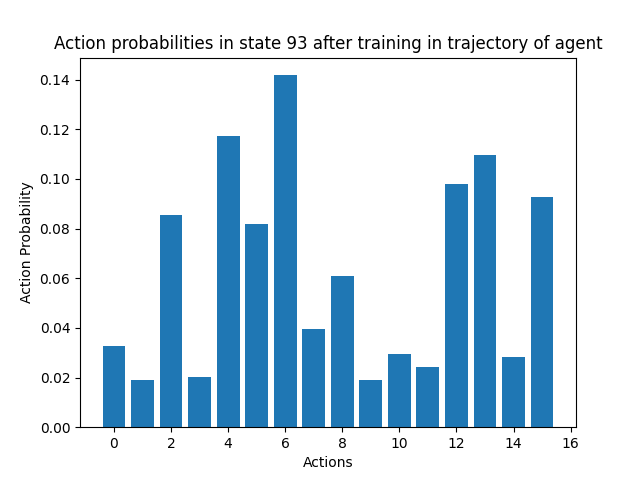 Action probabilities in state 93 after training in trajectory of agent
0.14
0.12
0.10
0.08
0.06
0.04
0.02
0.00
Action Probability
0 2 4 6 8 10 12 14 16
Actions